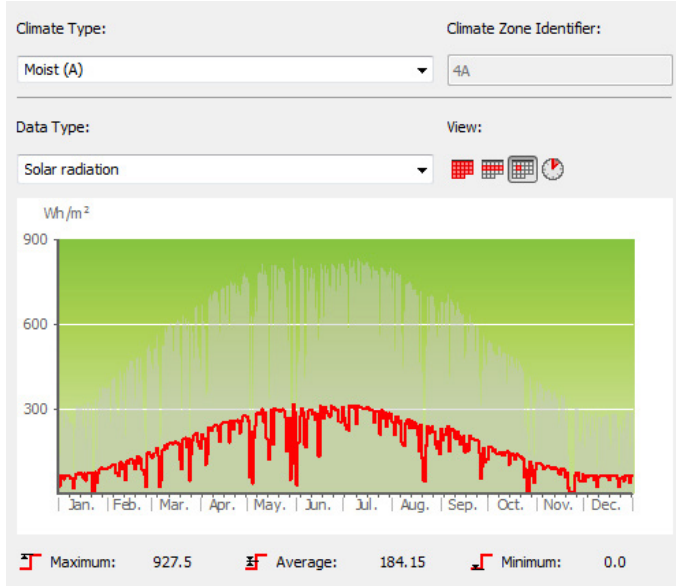 Climate Type: Climate Zone Identifier:
Moist (A) 4A
Data Type: View:
Solar radiation
Wh/m²
900
600
300
Jan. Feb. Mar. Apr. May. Jun. Jul. Aug. Sep. Oct. Nov. Dec.
Maximum: 927.5 Average: 184.15 Minimum: 0.0